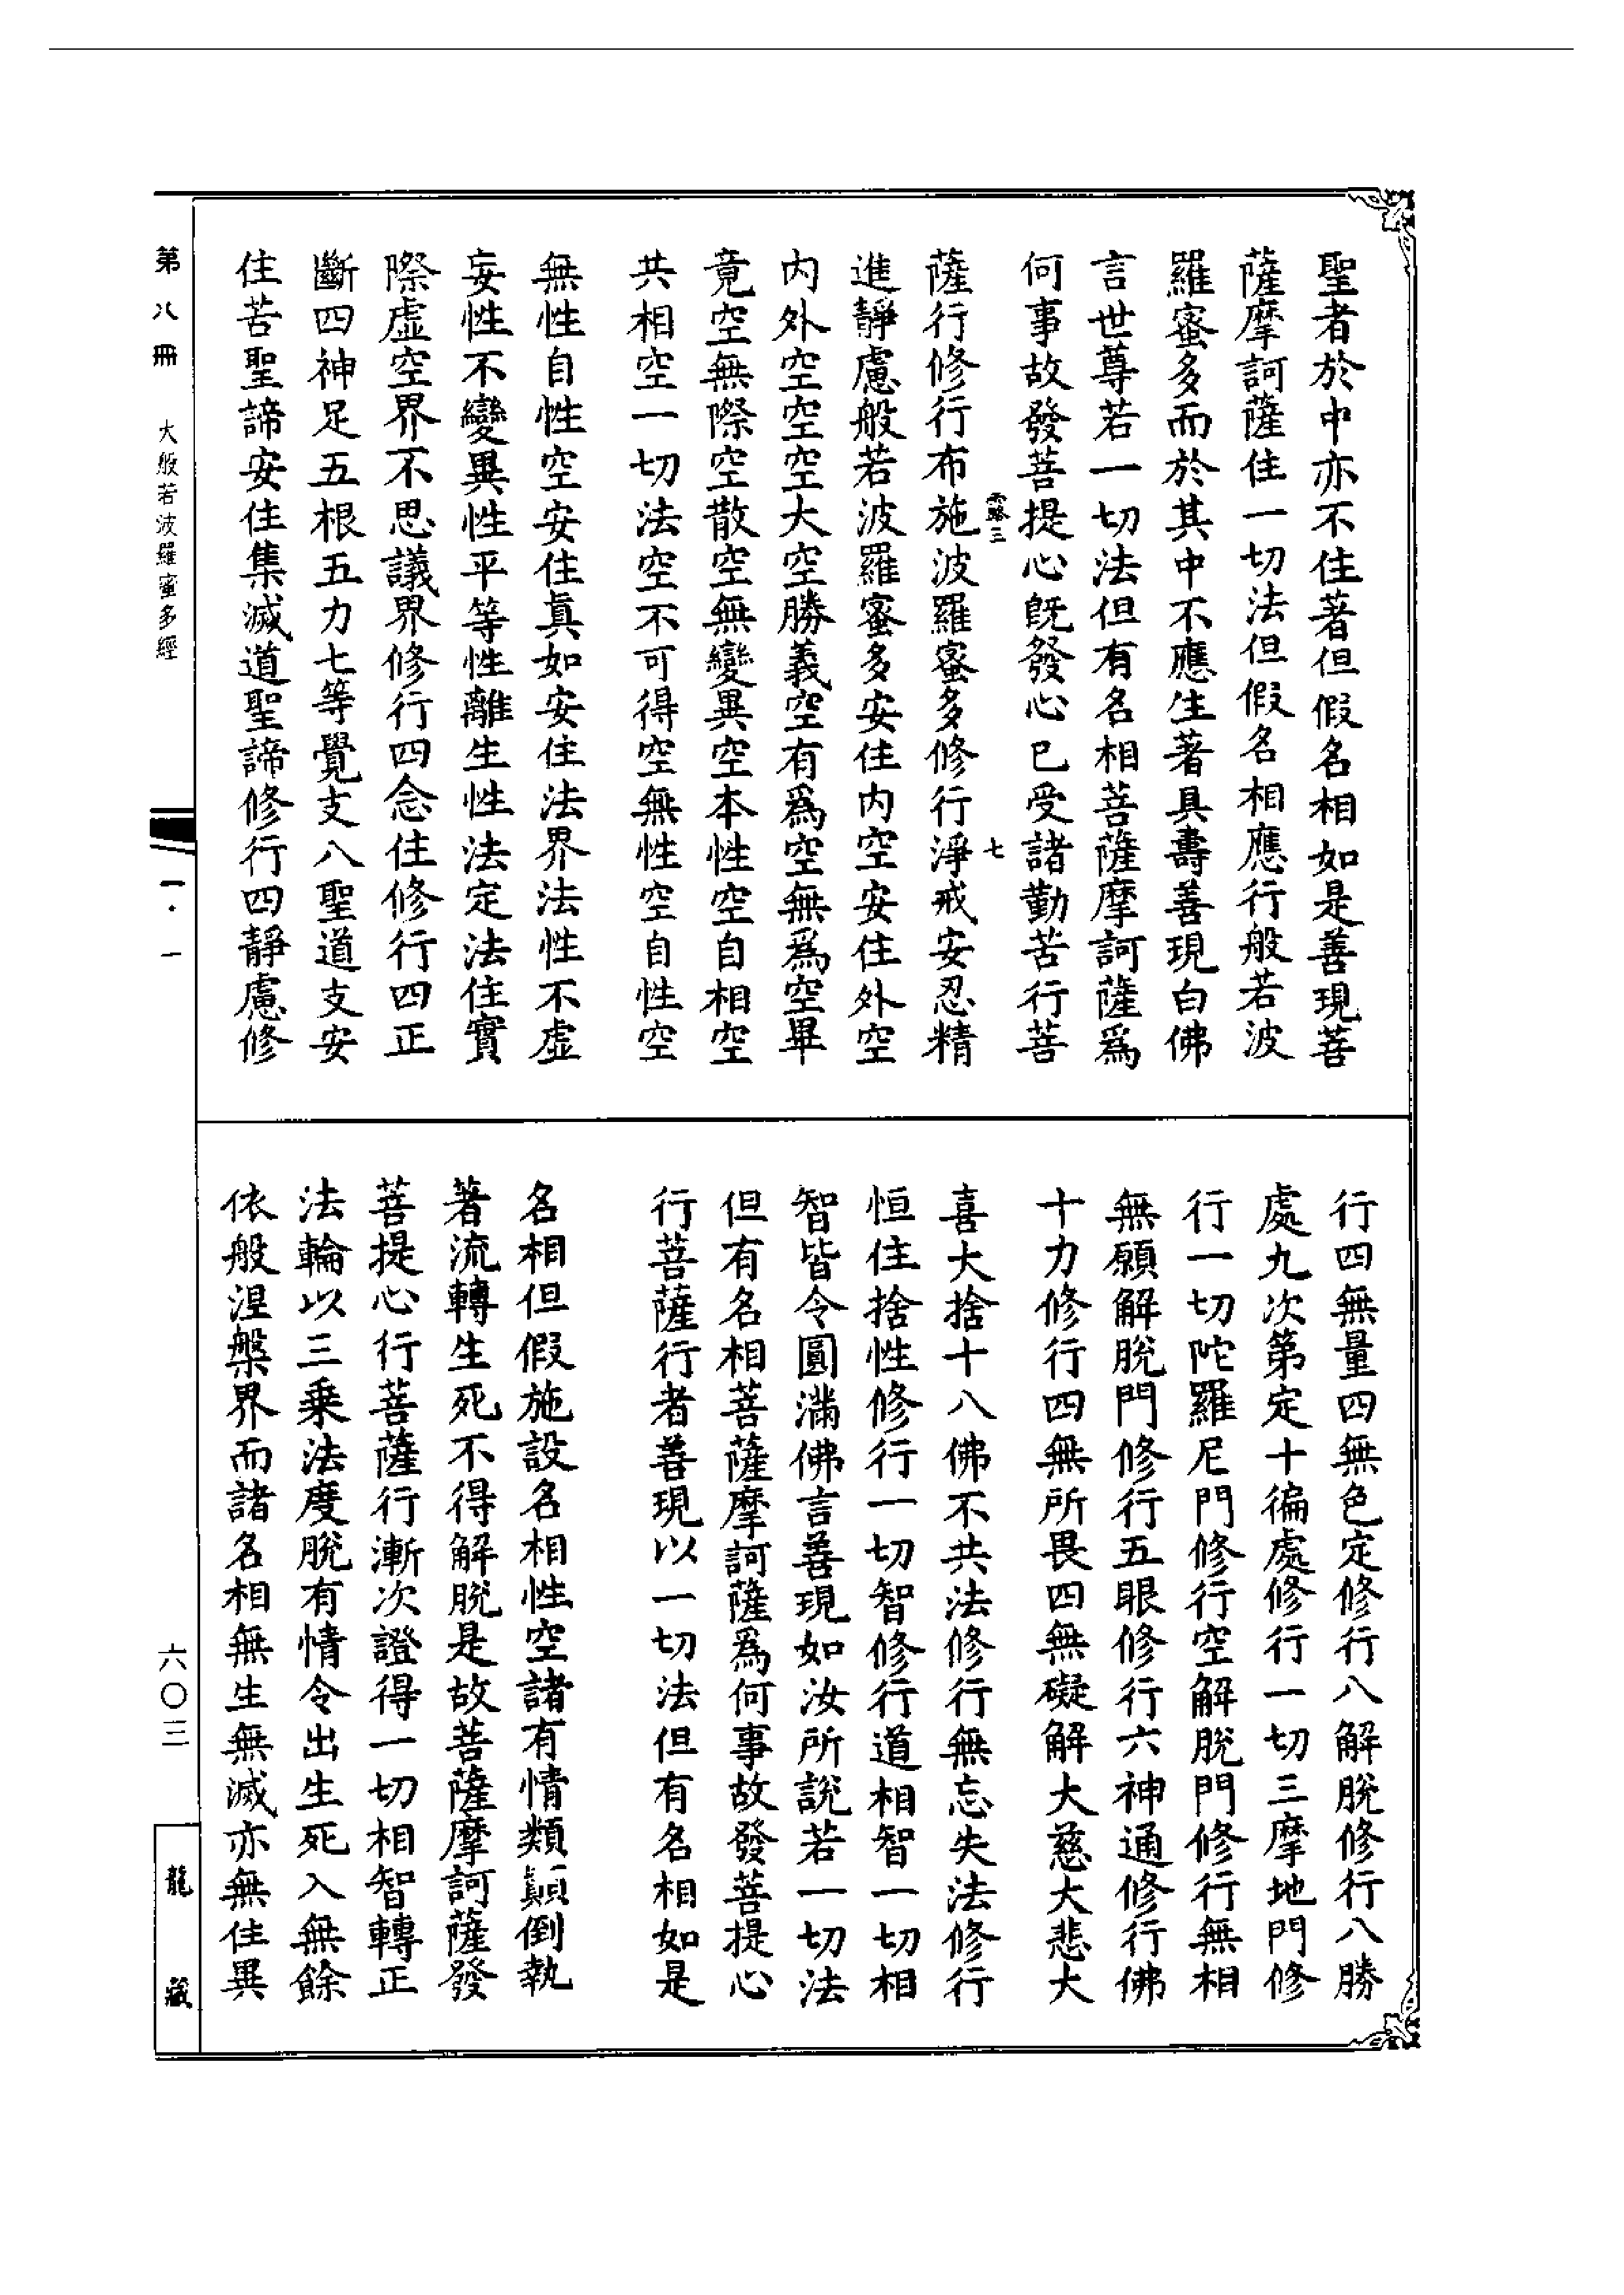 聖者於中亦不住著但假名相如是善現菩
薩摩訶薩住一切法但假名相應行般若波
羅蜜多而於其中不應生著具壽善現白佛
言世尊若一切法但有名相菩薩摩訶薩爲
何事故發菩提心旣發心已受諸勤苦行菩
七
薩行修行布施波羅蜜多修行淨戒安忍精
進靜慮般若波羅蜜多安住内空安住外空
内外空空空大空勝義空有爲空無爲空畢
竟空無際空散空無變異空本性空自相空
共相空一切法空不可得空無性空自性空
無性自性空安住眞如安住法界法性不虛
妄性不變異性平等性離生性法定法住實
際虛空界不思議界修行四念住修行四正
斷四神足五根五力七等覺支八聖道支安
住苦聖諦安住集滅道聖諦修行四靜慮修
行四無量四無色定修行八解脫修行八勝
處九次第定十徧處修行一切三摩地門修
行一切陀羅尼門修行空解脫門修行無相
無願解脫門修行五眼修行六神通修行佛
十力修行四無所畏四無礙解大慈大悲大
喜大捨十八佛不共法修行無忘失法修行
恒住捨性修行一切智修行道相智一切相
智皆令圓滿佛言善現如汝所說若一切法
但有名相菩薩摩訶薩爲何事故發菩提心
行菩薩行者善現以一切法但有名相如是
名相但假施設名相性空諸有情類顛倒執
著流轉生死不得解脫是故菩薩摩訶薩發
菩提心行菩薩行漸次證得一切相智轉正
法輪以三乗法度脫有情令出生死入無餘
依般涅槃界而諸名相無生無滅亦無住異
第八冊 大般若波羅蜜多經
一·一
六〇三
龍藏